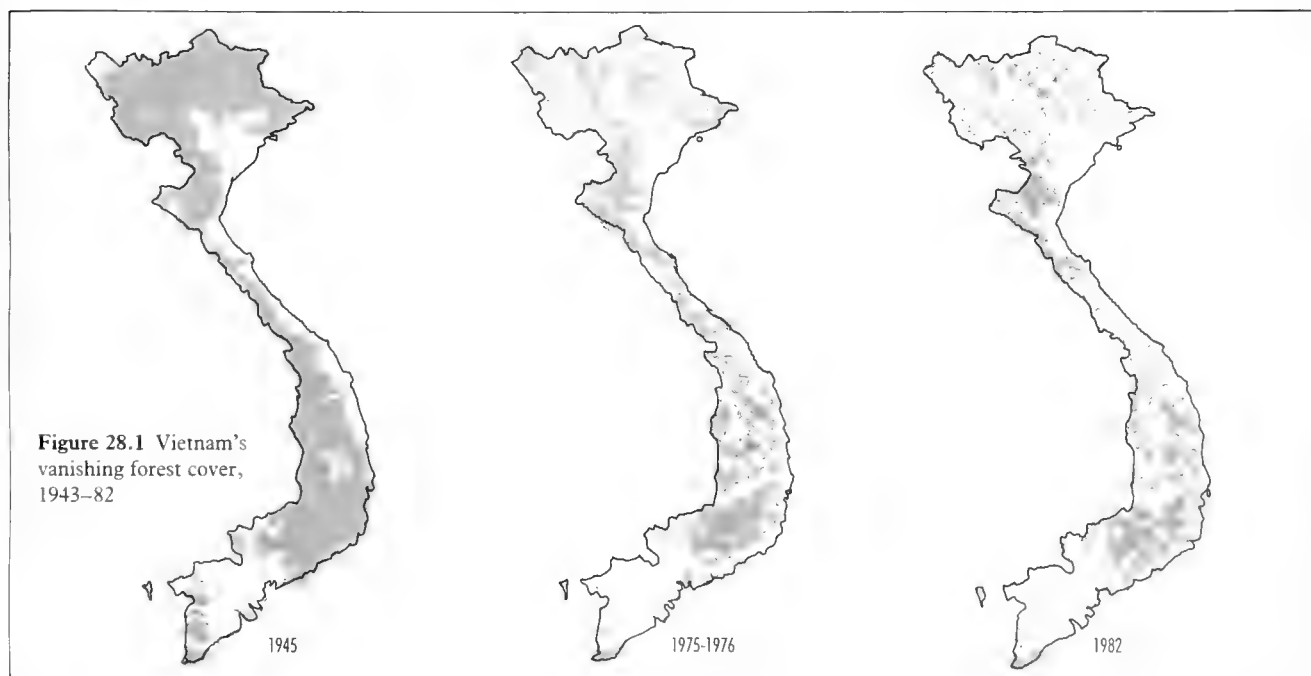 Figure 28.1 Vietnam's
vanishing forest cover,
1943–82
1945
1975-1976
1982